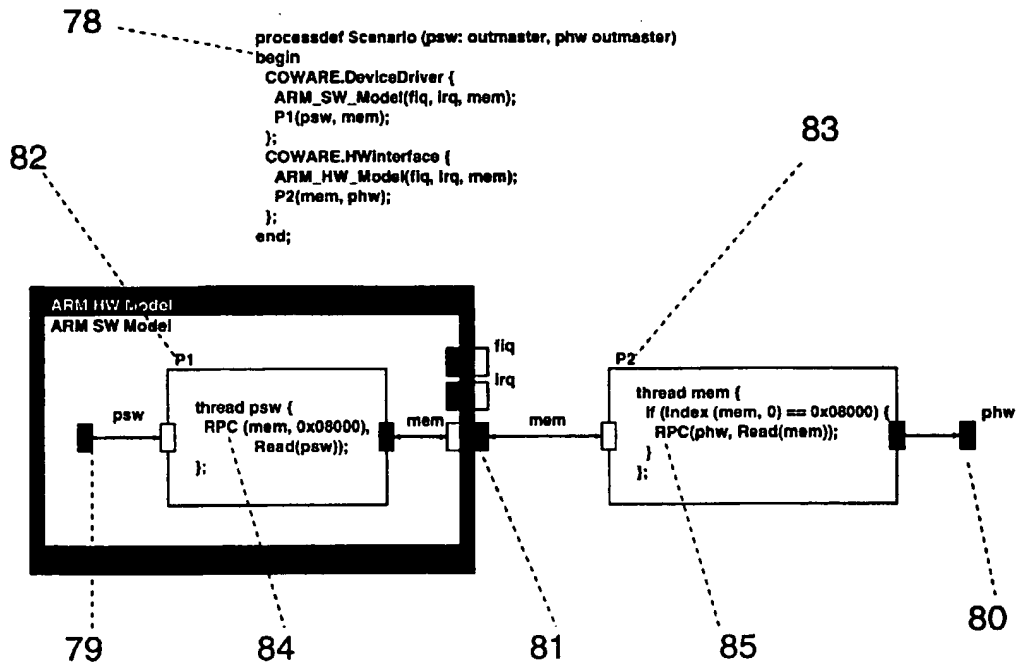 78
processdef Scenario (psw: outmaster, phw outmaster)
begin
COWARE.DeviceDriver {
ARM_SW_Model(fiq, irq, mem);
P1(psw, mem);
};
COWARE.HWinterface {
ARM_HW_Model(fiq, irq, mem);
P2(mem, phw);
};
end;
82
83
ARM HW Model
ARM SW Model
P1
psw
thread psw {
RPC (mem, 0x08000),
Read(psw));
};
mem
fiq
irq
mem
P2
thread mem {
If (Index (mem, 0) == 0x08000) {
RPC(phw, Read(mem));
}
};
phw
79
84
81
85
80